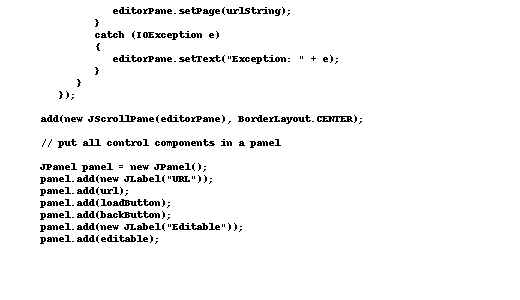 editorPane.setPage(urlString);
}
catch (IOException e)
{
editorPane.setText("Exception: " + e);
}
}
});
add(new JScrollPane(editorPane), BorderLayout.CENTER);
// put all control components in a panel
JPanel panel = new JPanel();
panel.add(new JLabel("URL"));
panel.add(url);
panel.add(loadButton);
panel.add(backButton);
panel.add(new JLabel("Editable"));
panel.add(editable);